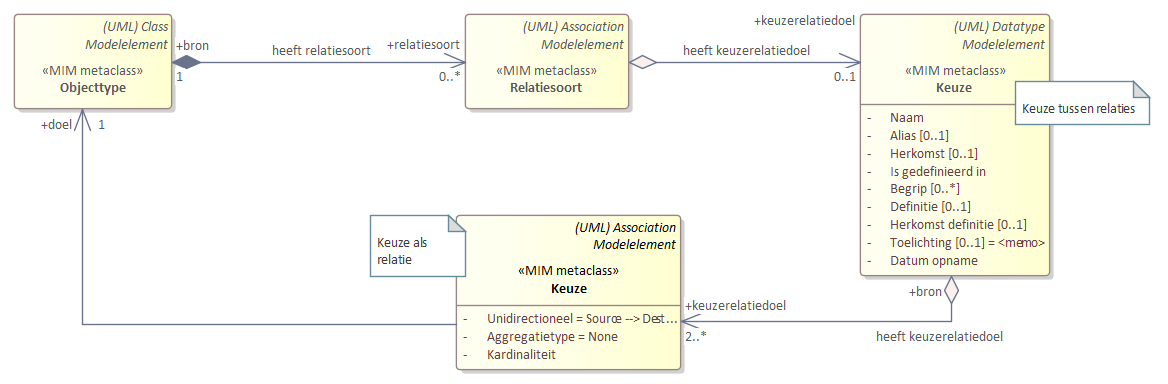 (UML) Class
Modelelement
«MIM metaclass»
Objecttype
+bron
1
heeft relatiesoort
+relatiesoort
0..*
(UML) Association
Modelelement
«MIM metaclass»
Relatiesoort
heeft keuzerelatiedoel
+keuzerelatiedoel
0..1
(UML) Datatype
Modelelement
«MIM metaclass»
Keuze
Keuze tussen relaties
- Naam
- Alias [0..1]
- Herkomst [0..1]
- Is gedefinieerd in
- Begrip [0..*]
- Definitie [0..1]
- Herkomst definitie [0..1]
- Toelichting [0..1] = <memo>
- Datum opname
+doel
1
Keuze als
relatie
(UML) Association
Modelelement
«MIM metaclass»
Keuze
- Unidirectioneel = Source --> Dest...
- Aggregatietype = None
- Kardinaliteit
+bron
+keuzerelatiedoel
2..*
heeft keuzerelatiedoel